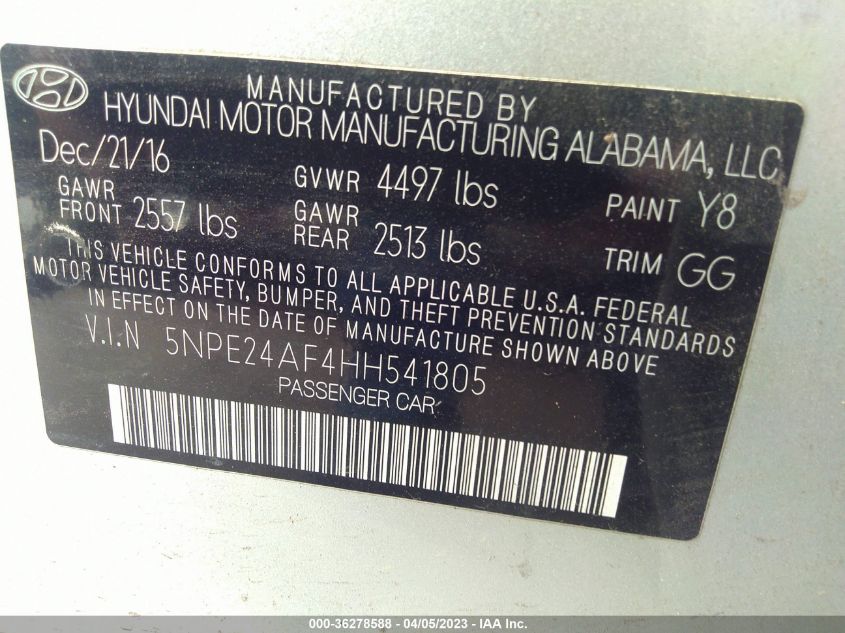 MANUFACTURED BY
HYUNDAI MOTOR MANUFACTURING ALABAMA, LLC
Dec/21/16
GAWR FRONT 2557 lbs
GVWR 4497 lbs
GAWR REAR 2513 lbs
PAINT Y8
TRIM GG
THIS VEHICLE CONFORMS TO ALL APPLICABLE U.S.A. FEDERAL
MOTOR VEHICLE SAFETY, BUMPER, AND THEFT PREVENTION STANDARDS
IN EFFECT ON THE DATE OF MANUFACTURE SHOWN ABOVE
V.I.N 5NPE24AF4HH541805
PASSENGER CAR
000-36278588 - 04/05/2023 - IAA Inc.